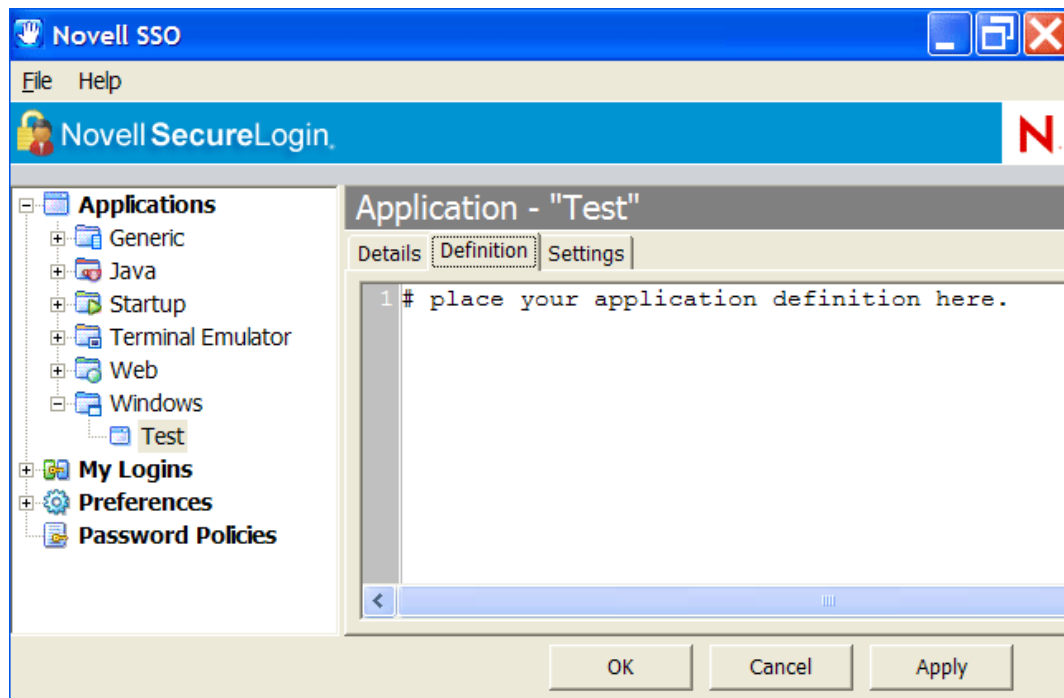 Novell SSO
File Help
Novell SecureLogin.
N.
Applications
Generic
Java
Startup
Terminal Emulator
Web
Windows
Test
My Logins
Preferences
Password Policies
Application - "Test"
Details Definition Settings
1 # place your application definition here.
OK Cancel Apply